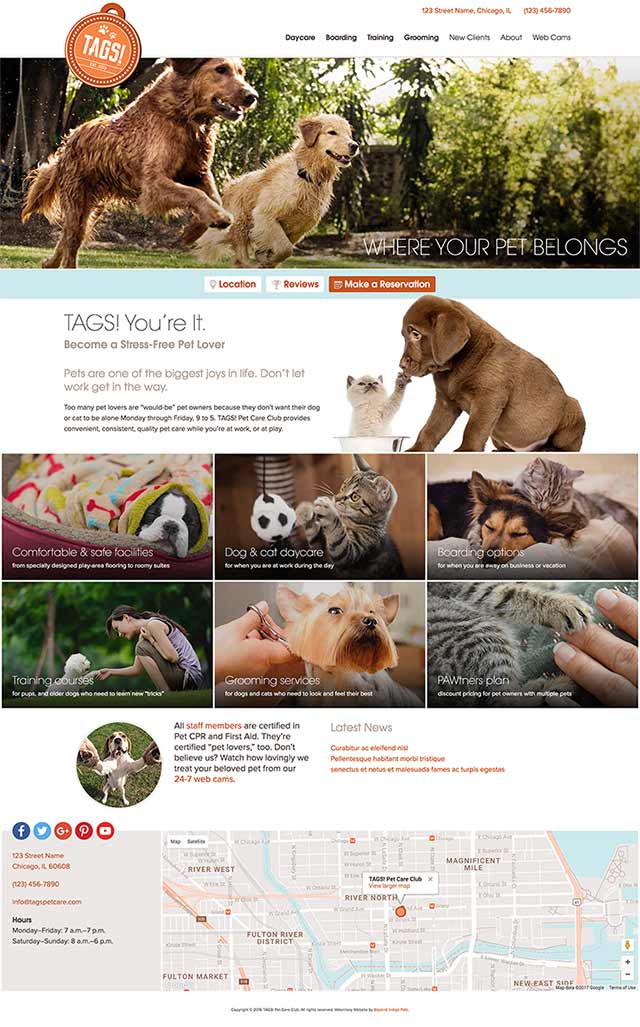 123 Street Name, Chicago, IL (123) 456-7890
TAGS!
Daycare Boarding Training Grooming New Clients About Web Cams
WHERE YOUR PET BELONGS
Location Reviews Make a Reservation
TAGS! You're It.
Become a Stress-Free Pet Lover
Pets are one of the biggest joys in life. Don't let
work get in the way.
Too many pet lovers are "would-be" pet owners because they don't want their dog
or cat to be alone Monday through Friday, 9 to 5. TAGS! Pet Care Club provides
convenient, consistent, quality pet care while you're at work, or at play.
Comfortable & safe facilities
from specially designed play-area flooring to roomy suites
Dog & cat daycare
for when you are at work during the day
Boarding options
for when you are away on business or vacation
Training courses
for pups, and older dogs who need to learn new "tricks"
Grooming services
for dogs and cats who need to look and feel their best
PAWtners plan
discount pricing for pet owners with multiple pets
All staff members are certified in
Pet CPR and First Aid. They're
certified "pet lovers," too. Don't
believe us? Watch how lovingly we
treat your beloved pet from our
24-7 web cams.
Latest News
Curabitur ac eleifend nisl
Pellentesque habitant morbi tristique
senectus et netus et malesuada fames ac turpis egestas
123 Street Name
Chicago, IL 60608
(123) 456-7890
info@tagspetcare.com
Hours
Monday–Friday: 7 a.m.–7 p.m.
Saturday–Sunday: 8 a.m.–6 p.m.
Map Satellite
RIVER WEST
MAGNIFICENT
MILE
TAGS! Pet Care Club
View larger map
RIVER NORTH
FULTON RIVER
DISTRICT
FULTON MARKET
NEW EAST SIDE
Map data ©2017 Google Terms of Use
Copyright © 2016 TAGS! Pet Care Club. All rights reserved. Veterinary Website by Beyond Indigo Pets.